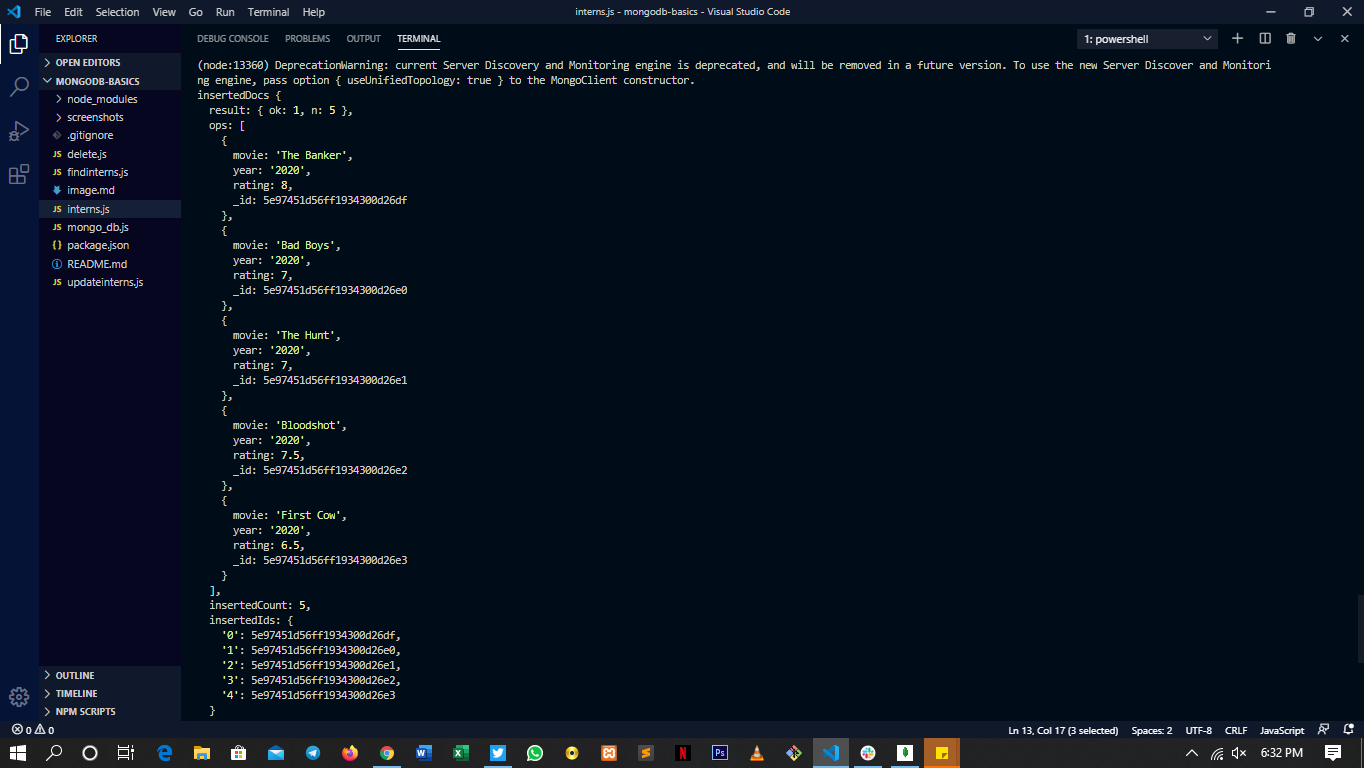 File Edit Selection View Go Run Terminal Help
interns.js - mongodb-basics - Visual Studio Code
EXPLORER
OPEN EDITORS
MONGODB-BASICS
node_modules
screenshots
.gitignore
JS delete.js
JS findinterns.js
image.md
JS interns.js
JS mongo_db.js
{} package.json
README.md
JS updateinterns.js
OUTLINE
TIMELINE
NPM SCRIPTS
DEBUG CONSOLE PROBLEMS OUTPUT TERMINAL
1: powershell
(node:13360) DeprecationWarning: current Server Discovery and Monitoring engine is deprecated, and will be removed in a future version. To use the new Server Discover and Monitori
ng engine, pass option { useUnifiedTopology: true } to the MongoClient constructor.
insertedDocs {
result: { ok: 1, n: 5 },
ops: [
{
movie: 'The Banker',
year: '2020',
rating: 8,
_id: 5e97451d56ff1934300d26df
},
{
movie: 'Bad Boys',
year: '2020',
rating: 7,
_id: 5e97451d56ff1934300d26e0
},
{
movie: 'The Hunt',
year: '2020',
rating: 7,
_id: 5e97451d56ff1934300d26e1
},
{
movie: 'Bloodshot',
year: '2020',
rating: 7.5,
_id: 5e97451d56ff1934300d26e2
},
{
movie: 'First Cow',
year: '2020',
rating: 6.5,
_id: 5e97451d56ff1934300d26e3
}
],
insertedCount: 5,
insertedIds: {
'0': 5e97451d56ff1934300d26df,
'1': 5e97451d56ff1934300d26e0,
'2': 5e97451d56ff1934300d26e1,
'3': 5e97451d56ff1934300d26e2,
'4': 5e97451d56ff1934300d26e3
}
0 0
Ln 13, Col 17 (3 selected) Spaces: 2 UTF-8 CRLF JavaScript
6:32 PM